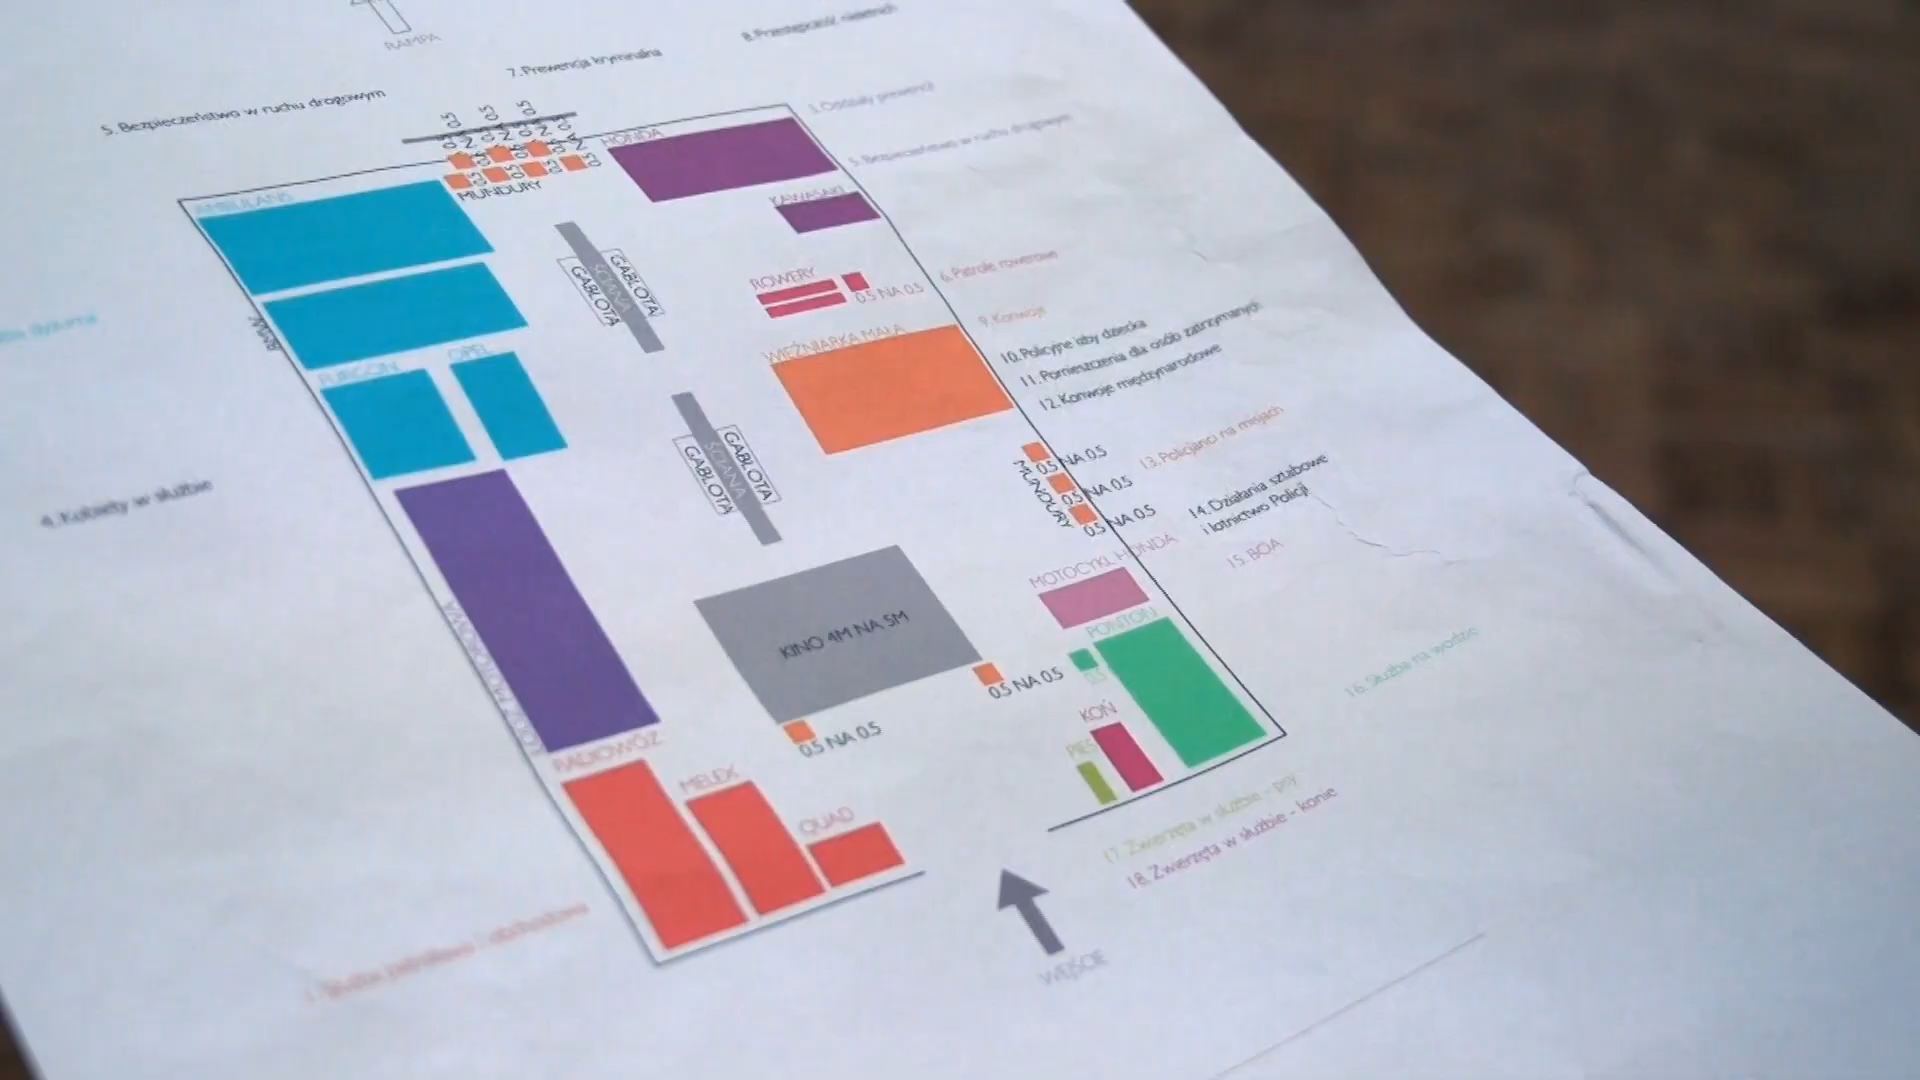 RAMPA
8. Przestępczość nieletnich
7. Prewencja kryminalna
5. Bezpieczeństwo w ruchu drogowym
3. Oddziały prewencji
5. Bezpieczeństwo w ruchu drogowym
HONDA
MUNDURY
AMBULANS
KAWASAKI
GABLOTA
ŚCIANA
GABLOTA
ROWERY
0.5 NA 0.5
6. Patrole rowerowe
9. Konwoje
BMW
WIĘŹNIARKA MAŁA
10. Policyjne izby dziecka
11. Pomieszczenia dla osób zatrzymanych
12. Konwoje międzynarodowe
FURGON
OPEL
GABLOTA
ŚCIANA
GABLOTA
0.5 NA 0.5
0.5 NA 0.5
0.5 NA 0.5
MUNDURY
13. Policjanci na misjach
14. Działania sztabowe
i lotnictwo Policji
15. BOA
4. Kobiety w służbie
MOTOCYKL HONDA
PONTON
0.5
KINO 4M NA 5M
0.5 NA 0.5
0.5 NA 0.5
16. Służba na wodzie
KOŃ
PIES
RADIOWÓZ
MELEX
QUAD
17. Zwierzęta w służbie - psy
18. Zwierzęta w służbie - konie
WEJŚCIE